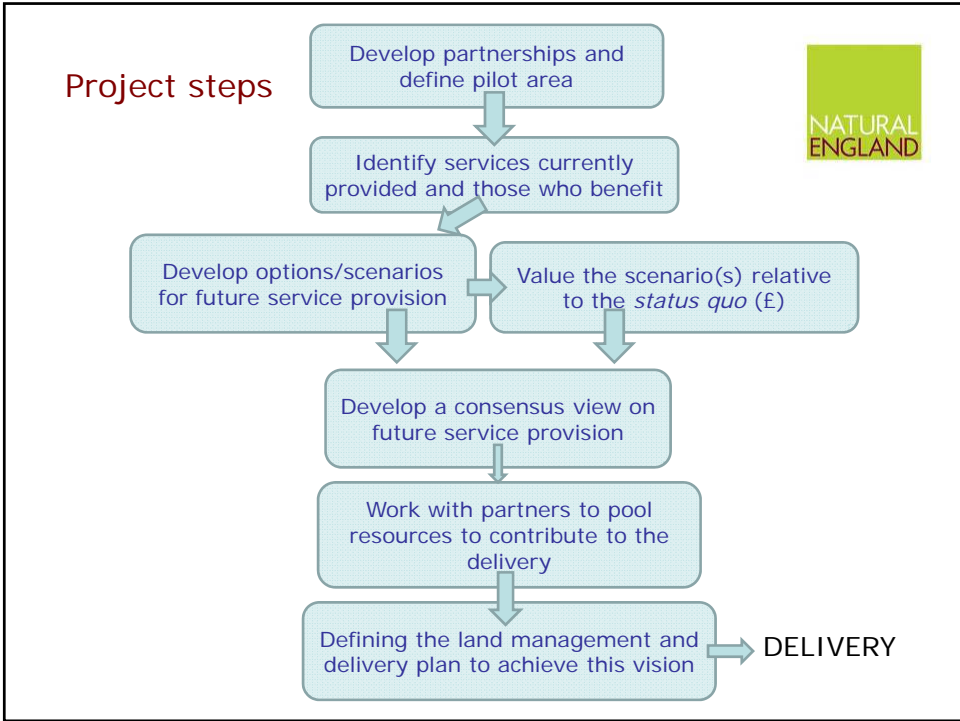 Project steps
Develop partnerships and
define pilot area
NATURAL
ENGLAND
Identify services currently
provided and those who benefit
Develop options/scenarios
for future service provision
Value the scenario(s) relative
to the status quo (£)
Develop a consensus view on
future service provision
Work with partners to pool
resources to contribute to the
delivery
Defining the land management and
delivery plan to achieve this vision
DELIVERY